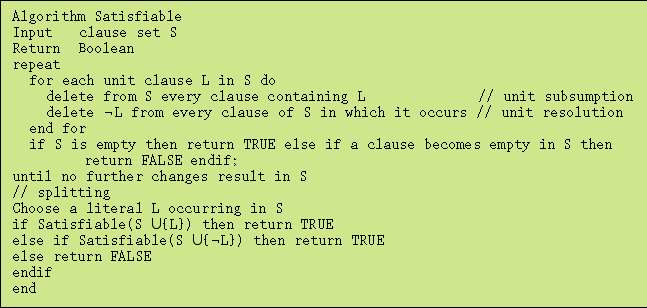 Algorithm Satisfiable
Input clause set S
Return Boolean
repeat
for each unit clause L in S do
delete from S every clause containing L // unit subsumption
delete ¬L from every clause of S in which it occurs // unit resolution
end for
if S is empty then return TRUE else if a clause becomes empty in S then
return FALSE endif;
until no further changes result in S
// splitting
Choose a literal L occurring in S
if Satisfiable(S ∪{L}) then return TRUE
else if Satisfiable(S ∪{¬L}) then return TRUE
else return FALSE
endif
end